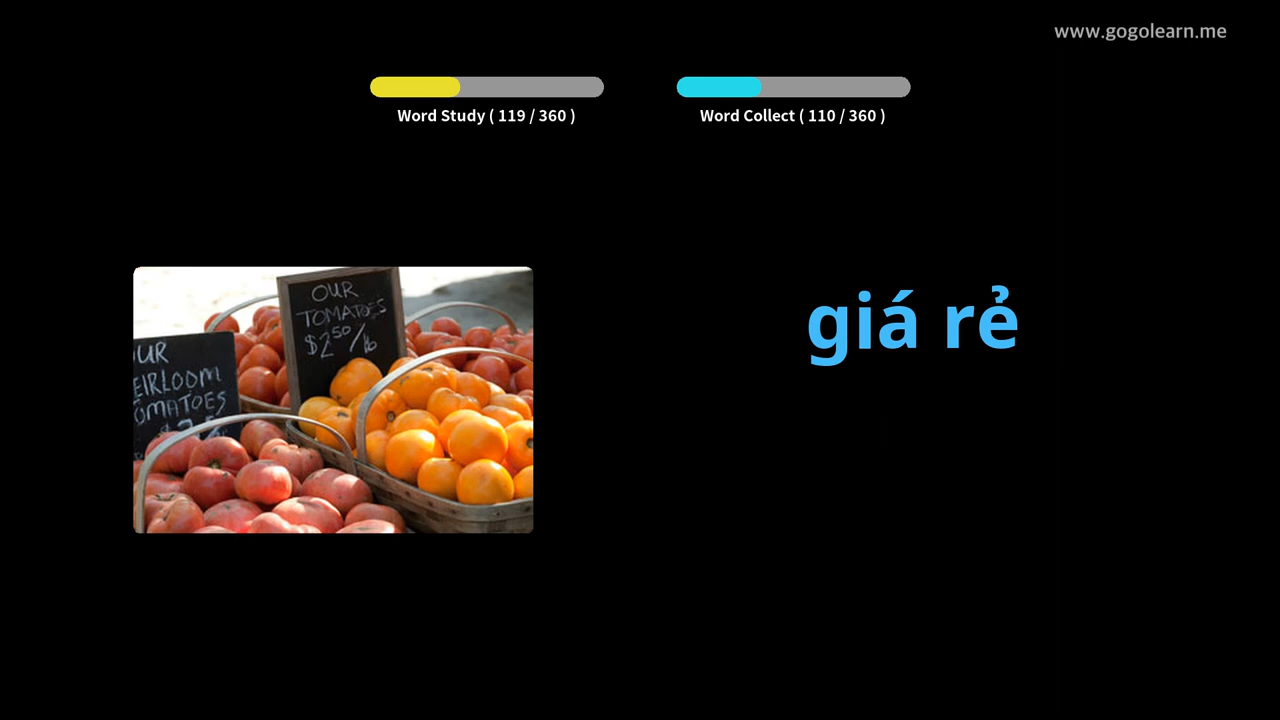 www.gogolearn.me
Word Study ( 119 / 360 )
Word Collect ( 110 / 360 )
giá rẻ
OUR
TOMATOES
$2.50/lb
UR
EIRLOOM
OMATOES